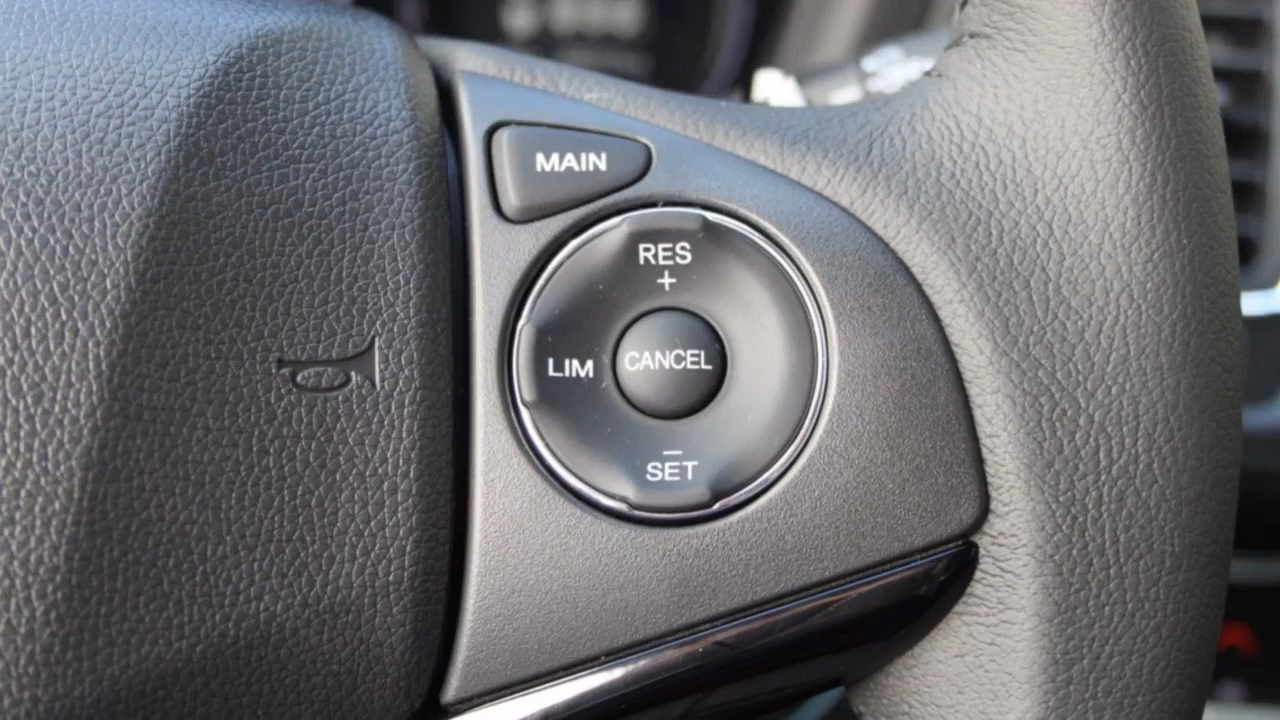 MAIN
RES
+
LIM
CANCEL
–
SET